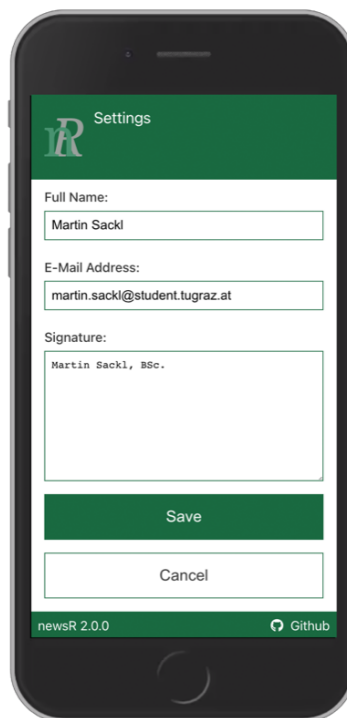 nR
Settings
Full Name:
Martin Sackl
E-Mail Address:
martin.sackl@student.tugraz.at
Signature:
Martin Sackl, BSc.
Save
Cancel
newsR 2.0.0
Github